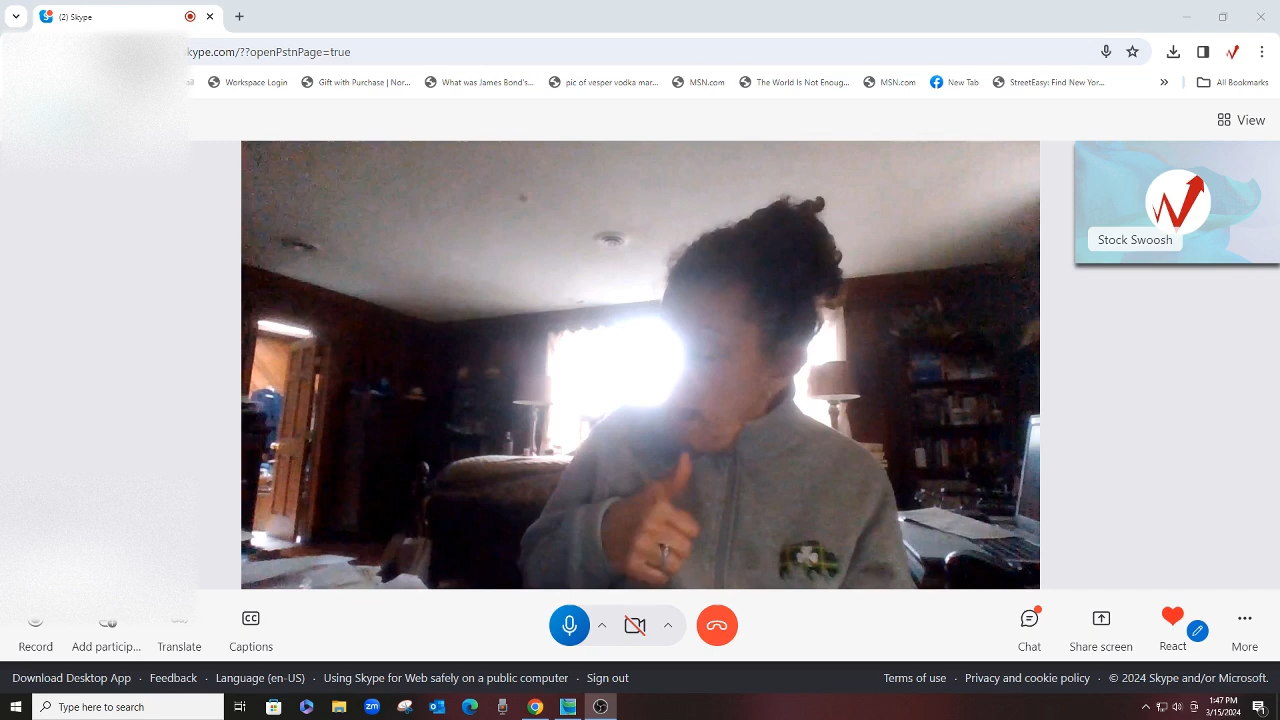 (2) Skype
kype.com/??openPstnPage=true
Workspace Login
Gift with Purchase | Nor...
What was James Bond's...
pic of vesper vodka mar...
MSN.com
The World Is Not Enoug...
MSN.com
New Tab
StreetEasy: Find New Yor...
»
All Bookmarks
View
Stock Swoosh
Record
Add particip...
Translate
CC
Captions
Chat
Share screen
React
More
Download Desktop App · Feedback · Language (en-US) · Using Skype for Web safely on a public computer · Sign out
Terms of use · Privacy and cookie policy · © 2024 Skype and/or Microsoft.
Type here to search
zm
1:47 PM
3/15/2024